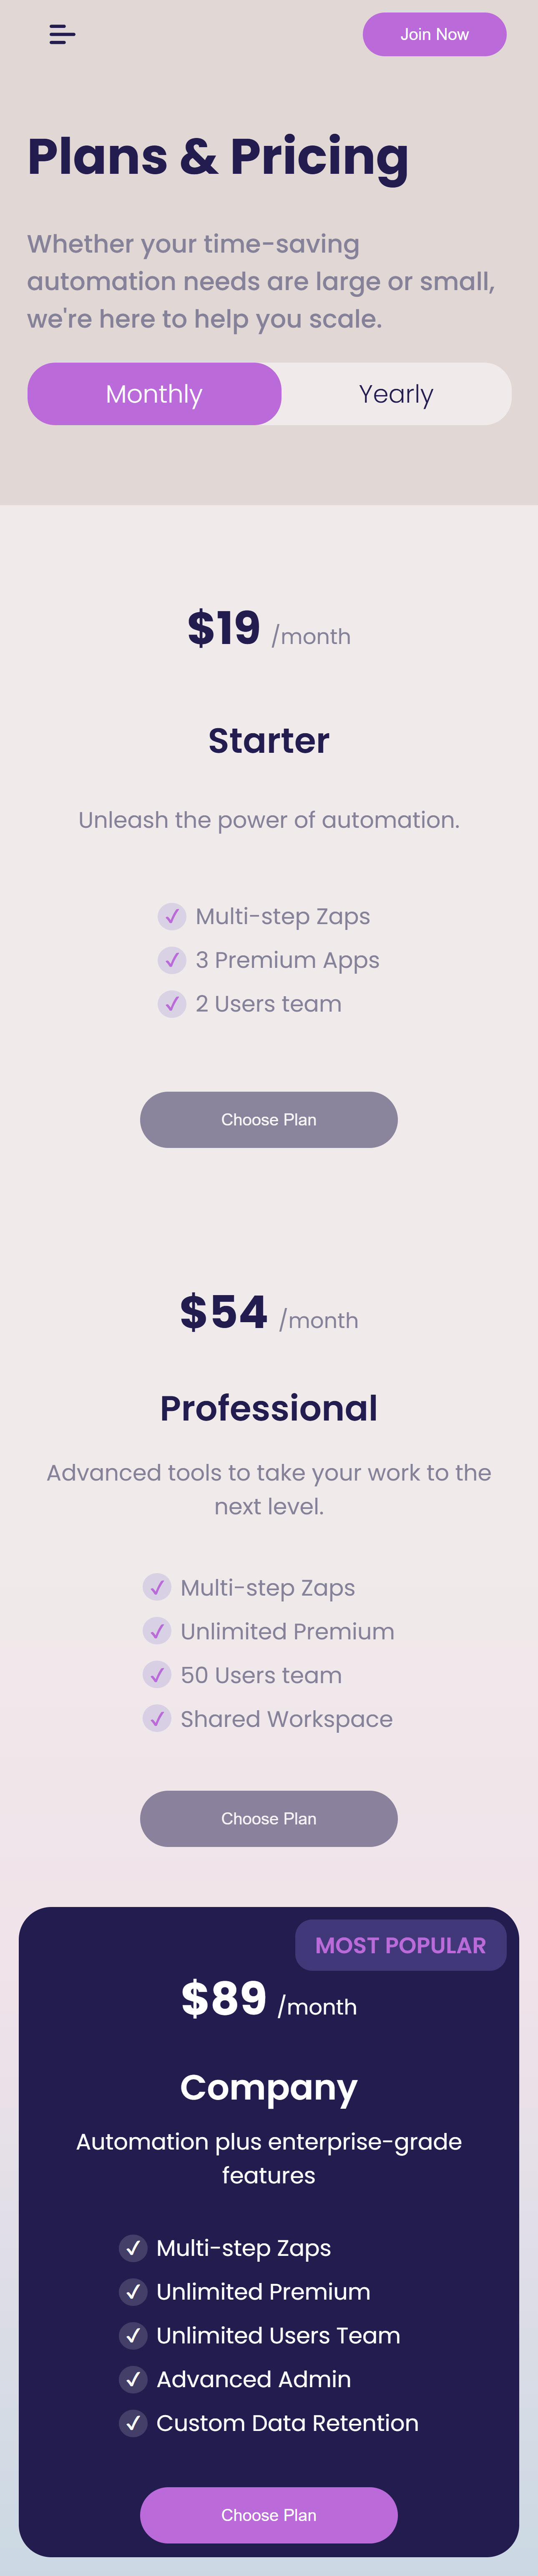 Join Now
Plans & Pricing
Whether your time-saving
automation needs are large or small,
we're here to help you scale.
Monthly
Yearly
$19 /month
Starter
Unleash the power of automation.
Multi-step Zaps
3 Premium Apps
2 Users team
Choose Plan
$54 /month
Professional
Advanced tools to take your work to the
next level.
Multi-step Zaps
Unlimited Premium
50 Users team
Shared Workspace
Choose Plan
MOST POPULAR
$89 /month
Company
Automation plus enterprise-grade
features
Multi-step Zaps
Unlimited Premium
Unlimited Users Team
Advanced Admin
Custom Data Retention
Choose Plan